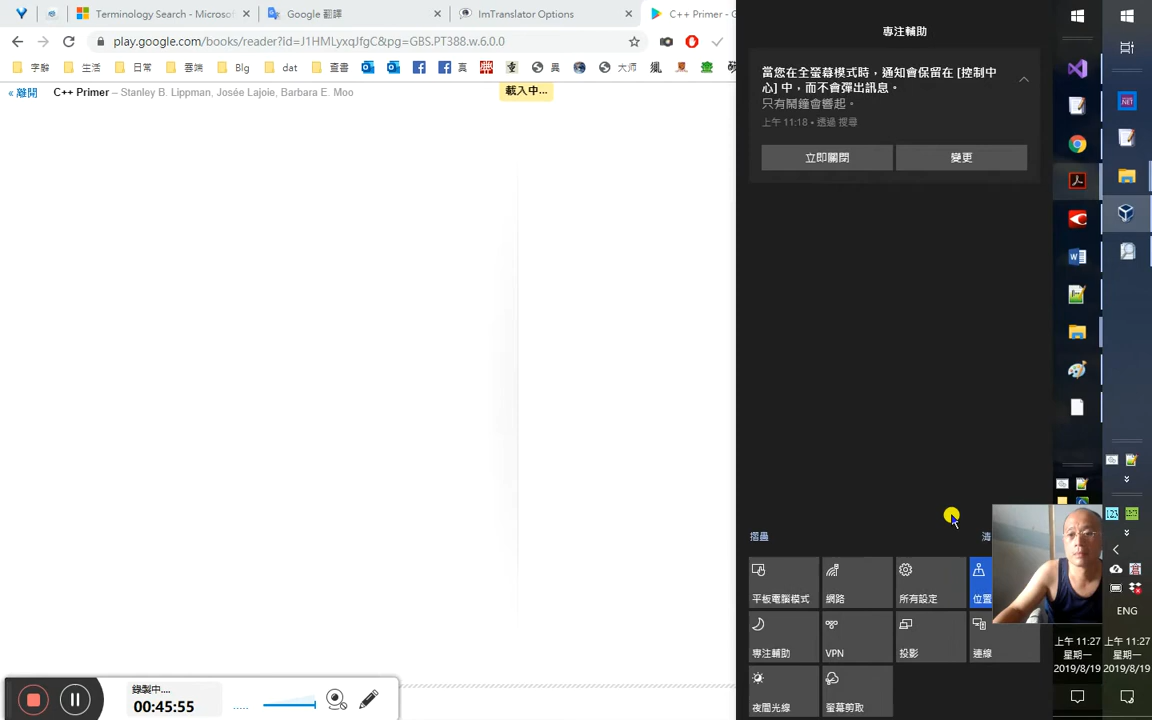 Terminology Search - Microsof
Google 翻譯
ImTranslator Options
C++ Primer - G
play.google.com/books/reader?id=J1HMLyxqJfgC&pg=GBS.PT388.w.6.0.0
字辭
生活
日常
雲端
Blg
dat
查書
真
異
大师
« 離開
C++ Primer – Stanley B. Lippman, Josée Lajoie, Barbara E. Moo
載入中...
專注輔助
當您在全螢幕模式時，通知會保留在 [控制中
心] 中，而不會彈出訊息。
只有鬧鐘會響起。
上午 11:18 • 透過 搜尋
立即關閉
變更
摺疊
清
平板電腦模式
網路
所有設定
位置
專注輔助
VPN
投影
連線
夜間光線
螢幕剪取
錄製中....
00:45:55
.NET
123
ENG
上午 11:27
星期一
2019/8/19
上午 11:27
星期一
2019/8/19